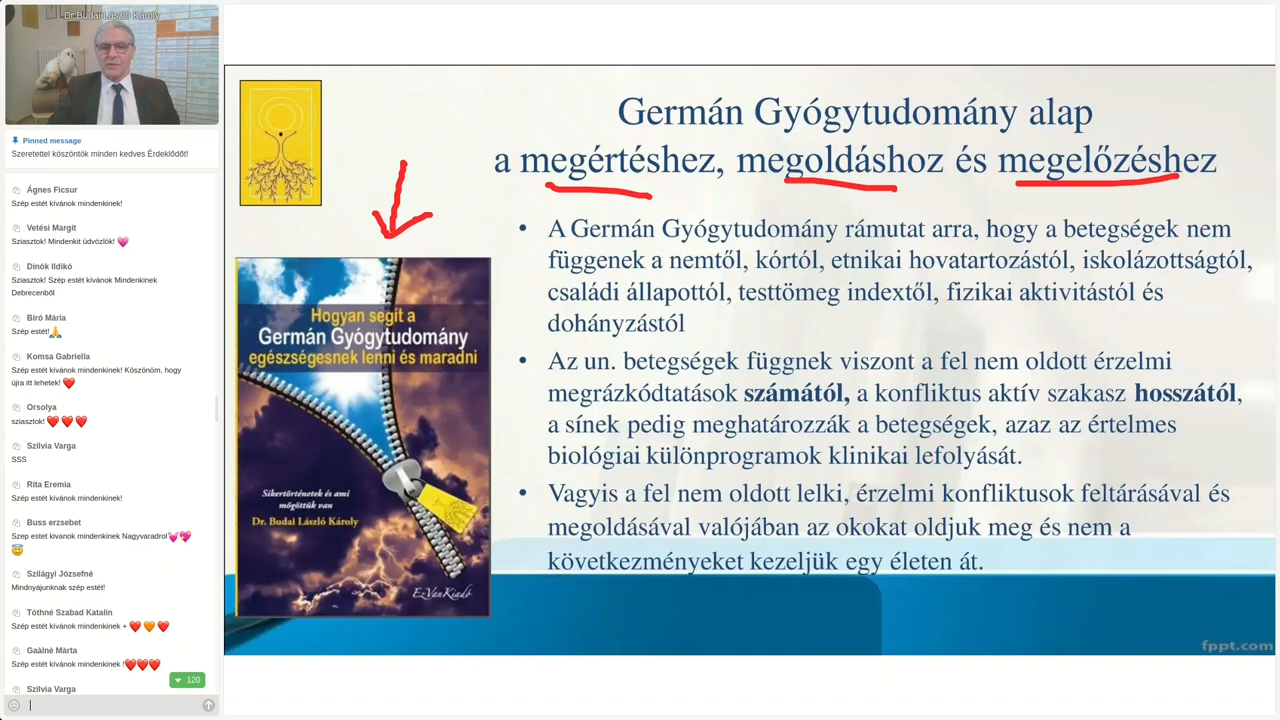 Dr Budai László Károly
Pinned message
Szeretettel köszöntök minden kedves Érdeklődőt!
Ágnes Ficsur
Szép estét kívánok mindenkinek!
Vetési Margit
Sziasztok! Mindenkit üdvözlök! 💗
Dinók Ildikó
Sziasztok! Szép estét kívánok Mindenkinek
Debrecenből
Biró Mária
Szép estét!🙏
Komsa Gabriella
Szép estét kívánok mindenkinek! Köszönöm, hogy
újra itt lehetek! ❤️
Orsolya
sziasztok! ❤️ ❤️ ❤️
Szilvia Varga
SSS
Rita Eremia
Szép estét kívánok mindenkinek!
Buss erzsebet
Szep estet kivanok mindenkinek Nagyvaradrol💓💖
😇
Szilágyi Józsefné
Mindnyájunknak szép estét!
Tóthné Szabad Katalin
Szép estét kívánok mindenkinek + ❤️ 🧡 ❤️
Gaàlnè Màrta
Szép estét kívánok mindenkinek !❤️❤️❤️
120
Szilvia Varga
Germán Gyógytudomány alap
a megértéshez, megoldáshoz és megelőzéshez
Hogyan segít a
Germán Gyógytudomány
egészségesnek lenni és maradni
Sikertörténetek és ami
mögöttük van
Dr. Budai László Károly
EzVanKiadó
• A Germán Gyógytudomány rámutat arra, hogy a betegségek nem
függenek a nemtől, kórtól, etnikai hovatartozástól, iskolázottságtól,
családi állapottól, testtömeg indextől, fizikai aktivitástól és
dohányzástól
• Az un. betegségek függnek viszont a fel nem oldott érzelmi
megrázkódtatások számától, a konfliktus aktív szakasz hosszától,
a sínek pedig meghatározzák a betegségek, azaz az értelmes
biológiai különprogramok klinikai lefolyását.
• Vagyis a fel nem oldott lelki, érzelmi konfliktusok feltárásával és
megoldásával valójában az okokat oldjuk meg és nem a
következményeket kezeljük egy életen át.
fppt.com